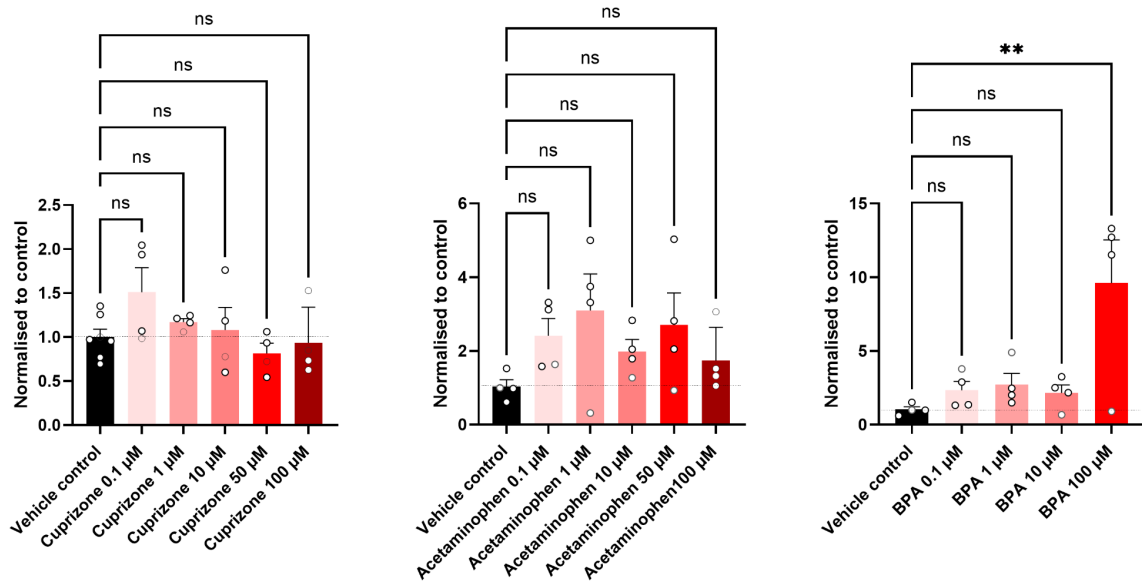 ns
ns
ns
ns
ns
Normalised to control
2.5
2.0
1.5
1.0
0.5
0.0
Vehicle control
Cuprizone 0.1 µM
Cuprizone 1 µM
Cuprizone 10 µM
Cuprizone 50 µM
Cuprizone 100 µM
ns
ns
ns
ns
ns
Normalised to control
6
4
2
0
Vehicle control
Acetaminophen 0.1 µM
Acetaminophen 1 µM
Acetaminophen 10 µM
Acetaminophen 50 µM
Acetaminophen100 µM
**
ns
ns
ns
Normalised to control
15
10
5
0
Vehicle control
BPA 0.1 µM
BPA 1 µM
BPA 10 µM
BPA 100 µM